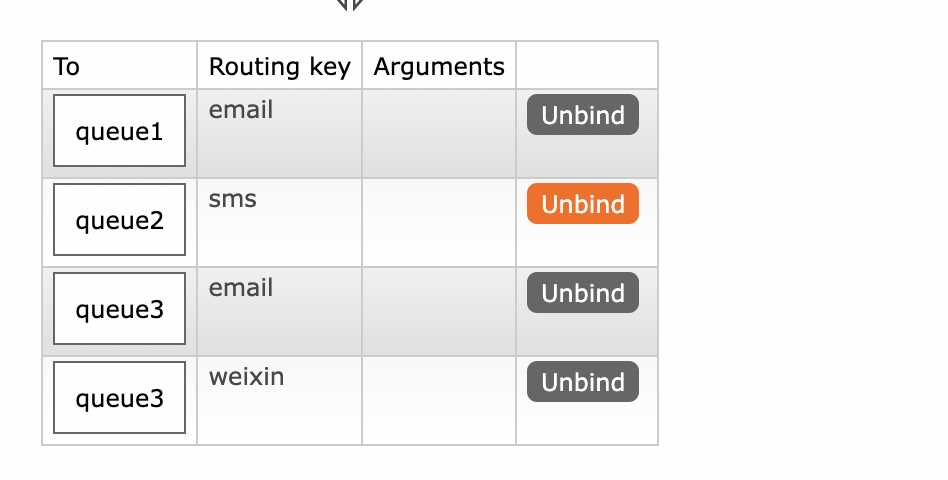 To Routing key Arguments
queue1 email Unbind
queue2 sms Unbind
queue3 email Unbind
queue3 weixin Unbind